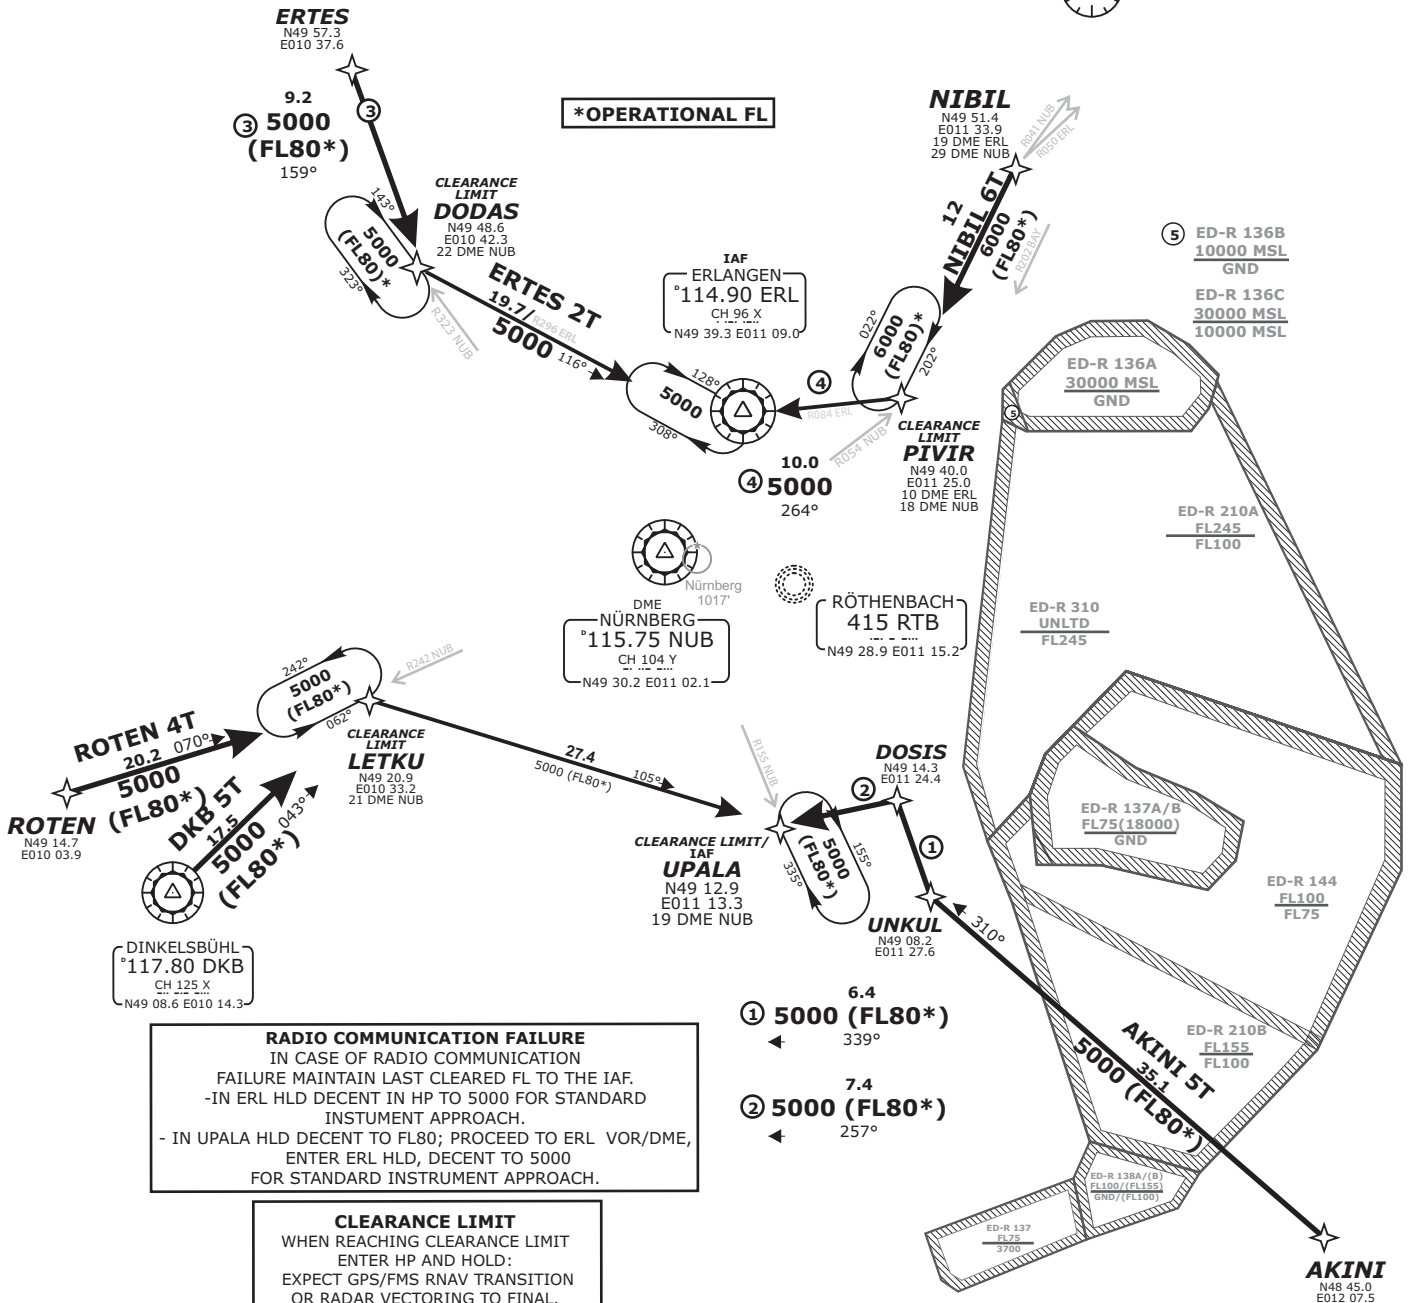 ERTES
N49 57.3
E010 37.6
9.2
3 5000
(FL80*)
159°
3
*OPERATIONAL FL
NIBIL
N49 51.4
E011 33.9
19 DME ERL
29 DME NUB
R041 NUB
R050 ERL
12
NIBIL 6T
6000
(FL80*)
R202 BAY
5 ED-R 136B
10000 MSL
GND
ED-R 136C
30000 MSL
10000 MSL
143°
5000
(FL80)*
323°
CLEARANCE
LIMIT
DODAS
N49 48.6
E010 42.3
22 DME NUB
R323 NUB
ERTES 2T
19.7/R296 ERL
5000 116°
IAF
ERLANGEN
D 114.90 ERL
CH 96 X
N49 39.3 E011 09.0
022°
6000
(FL80)*
202°
128°
5000
308°
4
R084 ERL
R054 NUB
CLEARANCE
LIMIT
PIVIR
N49 40.0
E011 25.0
10 DME ERL
18 DME NUB
10.0
4 5000
264°
ED-R 136A
30000 MSL
GND
5
ED-R 210A
FL245
FL100
ED-R 310
UNLTD
FL245
Nürnberg
1017'
DME
NÜRNBERG
D 115.75 NUB
CH 104 Y
N49 30.2 E011 02.1
RÖTHENBACH
415 RTB
N49 28.9 E011 15.2
242°
5000
(FL80*)
062°
R242 NUB
CLEARANCE
LIMIT
LETKU
N49 20.9
E010 33.2
21 DME NUB
ROTEN 4T
20.2 070°
5000
(FL80*)
ROTEN
N49 14.7
E010 03.9
DKB 5T
17.5
5000 043°
(FL80*)
DINKELSBÜHL
D 117.80 DKB
CH 125 X
N49 08.6 E010 14.3
27.4
5000 (FL80*) 105°
R155 NUB
DOSIS
N49 14.3
E011 24.4
2
CLEARANCE LIMIT/
IAF
UPALA
N49 12.9
E011 13.3
19 DME NUB
5000
(FL80*)
155°
335°
1
UNKUL
N49 08.2
E011 27.6
310°
ED-R 137A/B
FL75(18000)
GND
ED-R 144
FL100
FL75
ED-R 210B
FL155
FL100
AKINI 5T
35.1
5000 (FL80*)
6.4
1 5000 (FL80*)
339°
7.4
2 5000 (FL80*)
257°
RADIO COMMUNICATION FAILURE
IN CASE OF RADIO COMMUNICATION
FAILURE MAINTAIN LAST CLEARED FL TO THE IAF.
-IN ERL HLD DECENT IN HP TO 5000 FOR STANDARD
INSTUMENT APPROACH.
- IN UPALA HLD DECENT TO FL80; PROCEED TO ERL VOR/DME,
ENTER ERL HLD, DECENT TO 5000
FOR STANDARD INSTRUMENT APPROACH.
CLEARANCE LIMIT
WHEN REACHING CLEARANCE LIMIT
ENTER HP AND HOLD:
EXPECT GPS/FMS RNAV TRANSITION
OR RADAR VECTORING TO FINAL.
ED-R 138A/(B)
FL100/(FL155)
GND/(FL100)
ED-R 137
FL75
3700
AKINI
N48 45.0
E012 07.5